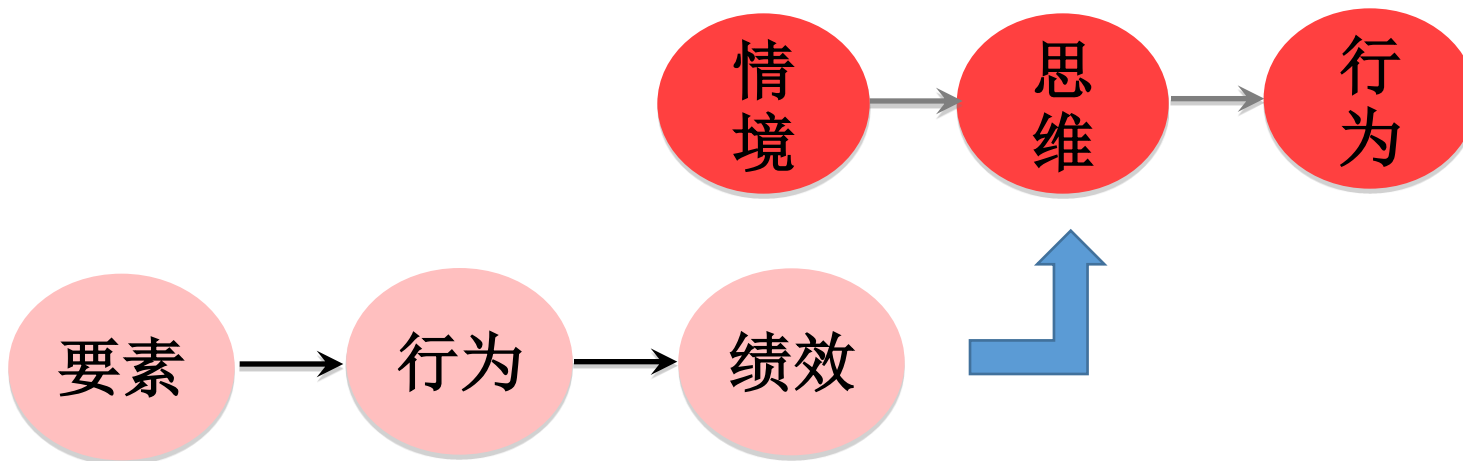 情
境
思
维
行
为
要素
行为
绩效